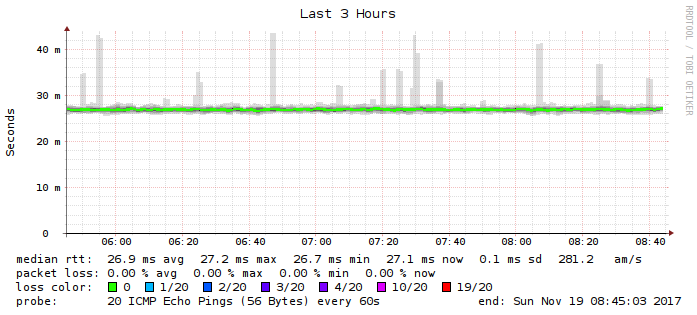 Last 3 Hours
RRDTOOL / TOBI OETIKER
Seconds
40 m
30 m
20 m
10 m
0
06:00 06:20 06:40 07:00 07:20 07:40 08:00 08:20 08:40
median rtt: 26.9 ms avg 27.2 ms max 26.7 ms min 27.1 ms now 0.1 ms sd 281.2 am/s
packet loss: 0.00 % avg 0.00 % max 0.00 % min 0.00 % now
loss color: 0 1/20 2/20 3/20 4/20 10/20 19/20
probe: 20 ICMP Echo Pings (56 Bytes) every 60s end: Sun Nov 19 08:45:03 2017